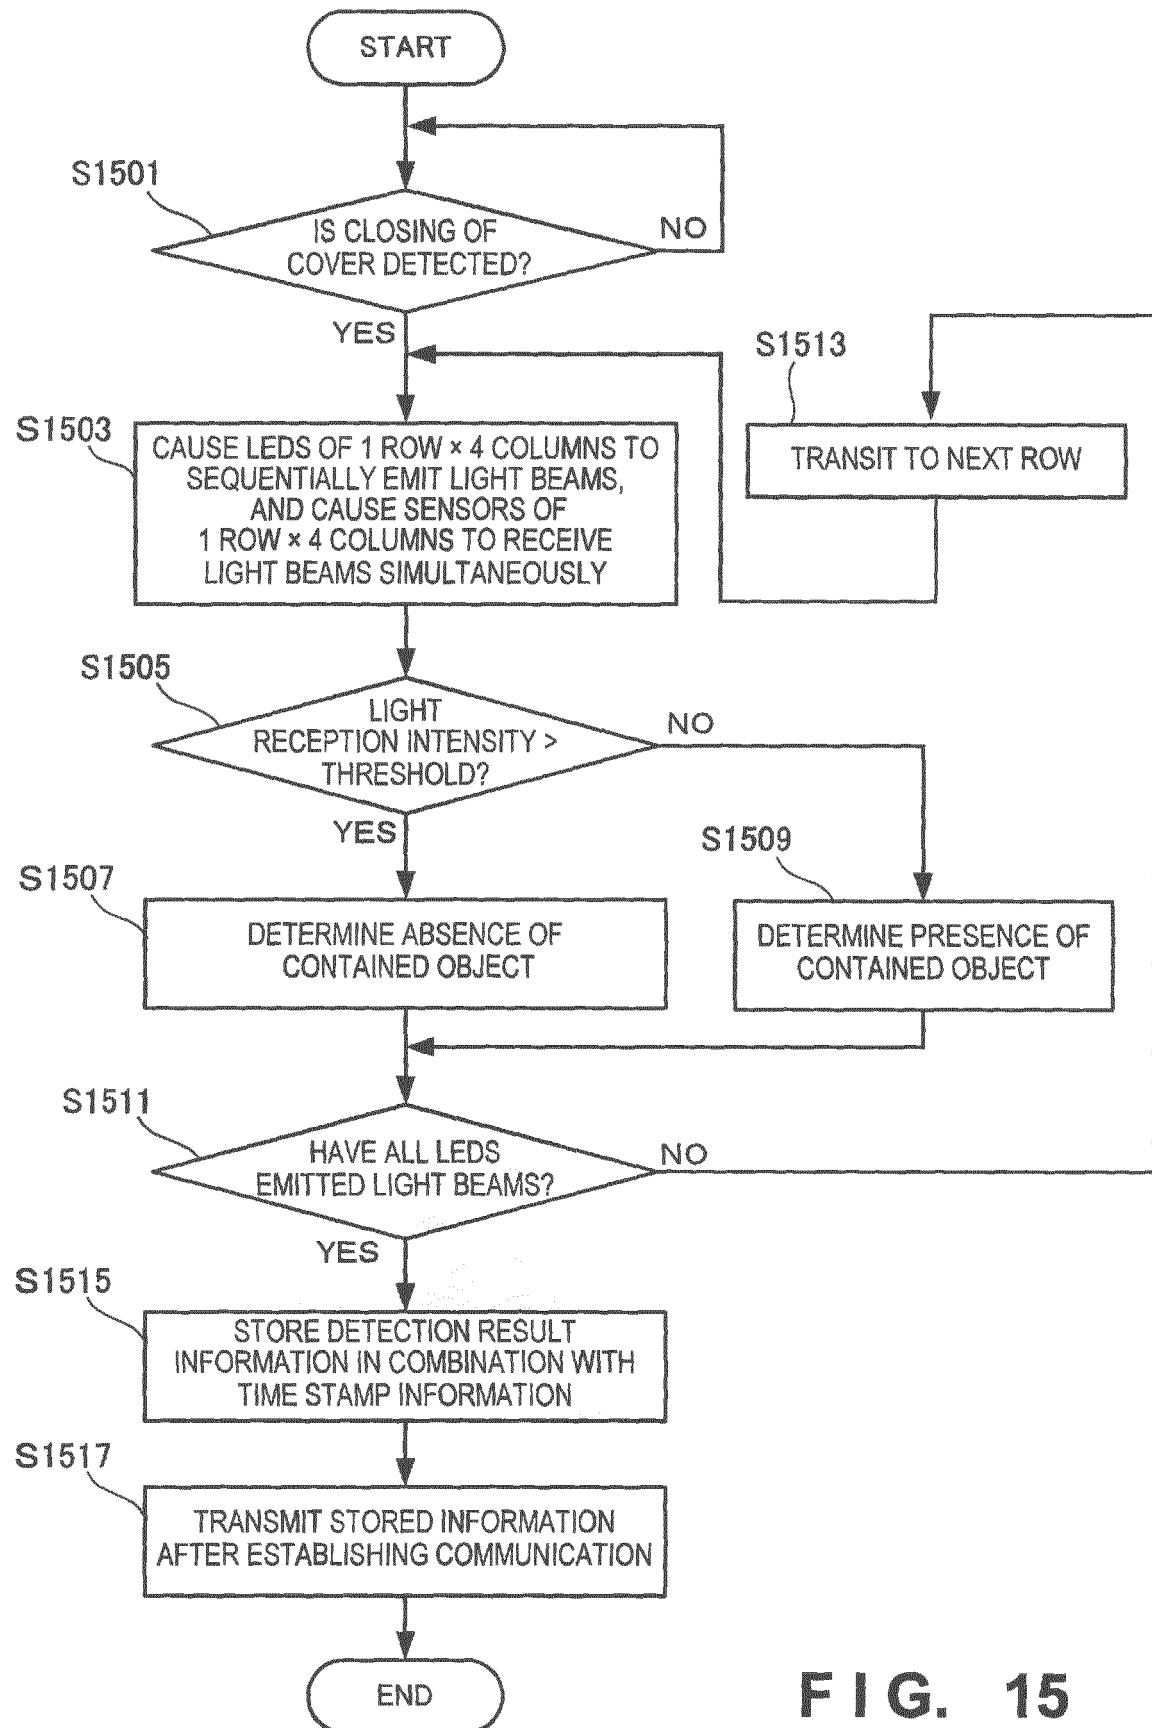 START
S1501
IS CLOSING OF
COVER DETECTED?
NO
YES
S1513
TRANSIT TO NEXT ROW
S1503
CAUSE LEDS OF 1 ROW × 4 COLUMNS TO
SEQUENTIALLY EMIT LIGHT BEAMS,
AND CAUSE SENSORS OF
1 ROW × 4 COLUMNS TO RECEIVE
LIGHT BEAMS SIMULTANEOUSLY
S1505
LIGHT
RECEPTION INTENSITY >
THRESHOLD?
NO
YES
S1507
DETERMINE ABSENCE OF
CONTAINED OBJECT
S1509
DETERMINE PRESENCE OF
CONTAINED OBJECT
S1511
HAVE ALL LEDS
EMITTED LIGHT BEAMS?
NO
YES
S1515
STORE DETECTION RESULT
INFORMATION IN COMBINATION WITH
TIME STAMP INFORMATION
S1517
TRANSMIT STORED INFORMATION
AFTER ESTABLISHING COMMUNICATION
END
FIG. 15